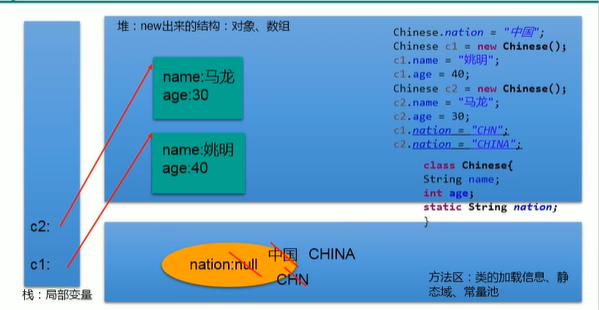 堆：new出来的结构：对象、数组
name:马龙
age:30
name:姚明
age:40
Chinese.nation = "中国";
Chinese c1 = new Chinese();
c1.name = "姚明";
c1.age = 40;
Chinese c2 = new Chinese();
c2.name = "马龙";
c2.age = 30;
c1.nation = "CHN";
c2.nation = "CHINA";
class Chinese{
String name;
int age;
static String nation;
}
c2:
c1:
栈：局部变量
nation:null
中国 CHINA
CHN
方法区：类的加载信息、静
态域、常量池